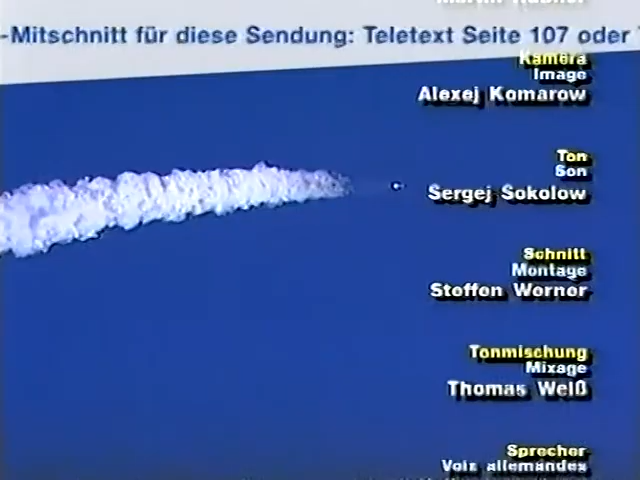 -Mitschnitt für diese Sendung: Teletext Seite 107 oder
Kamera
Image
Alexej Komarow
Ton
Son
Sergej Sokolow
Schnitt
Montage
Steffen Werner
Tonmischung
Mixage
Thomas Weiß
Sprecher
Voix allemandes